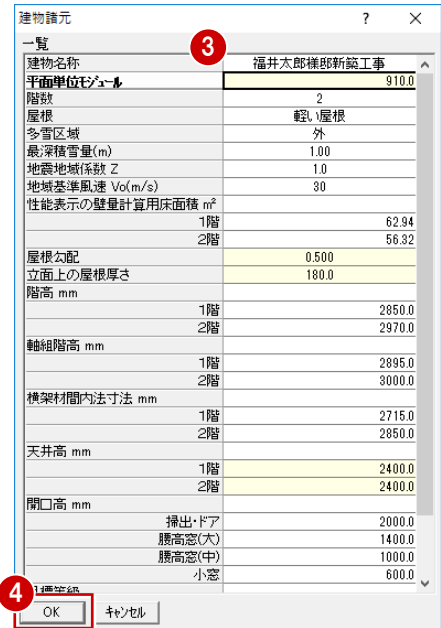 建物諸元 ? ×
一覧
3
建物名称 福井太郎様邸新築工事
平面単位モジュール 910.0
階数 2
屋根 軽い屋根
多雪区域 外
最深積雪量(m) 1.00
地震地域係数 Z 1.0
地域基準風速 Vo(m/s) 30
性能表示の壁量計算用床面積 m²
1階 62.94
2階 56.32
屋根勾配 0.500
立面上の屋根厚さ 180.0
階高 mm
1階 2850.0
2階 2970.0
軸組階高 mm
1階 2895.0
2階 3000.0
横架材間内法寸法 mm
1階 2715.0
2階 2850.0
天井高 mm
1階 2400.0
2階 2400.0
開口高 mm
掃出・ドア 2000.0
腰高窓(大) 1400.0
腰高窓(中) 1000.0
小窓 600.0
目標等級
4
OK キャンセル